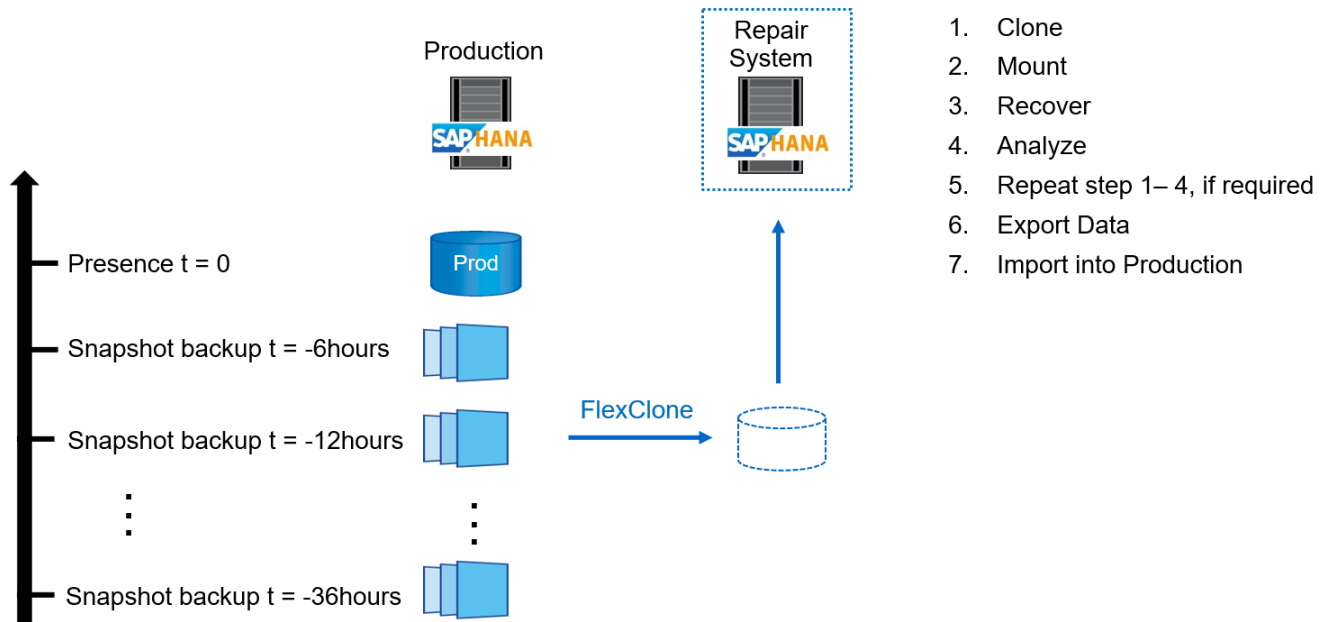 Production
SAP HANA
Repair
System
SAP HANA
1. Clone
2. Mount
3. Recover
4. Analyze
5. Repeat step 1– 4, if required
6. Export Data
7. Import into Production
Presence t = 0
Prod
Snapshot backup t = -6hours
Snapshot backup t = -12hours
FlexClone
Snapshot backup t = -36hours